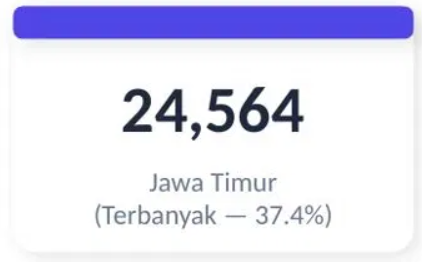 24,564
Jawa Timur
(Terbanyak — 37.4%)